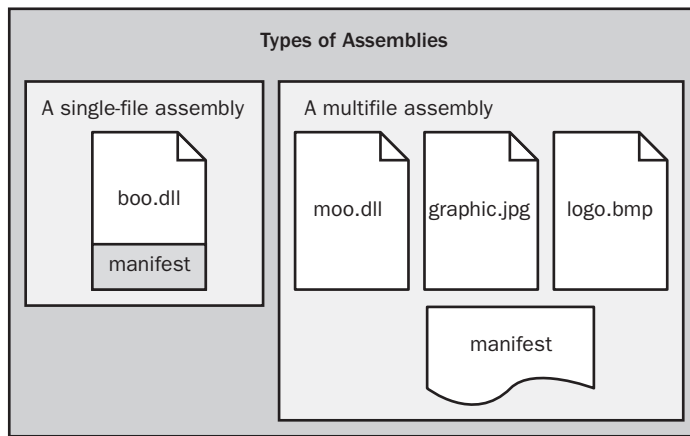 Types of Assemblies
A single-file assembly
boo.dll
manifest
A multifile assembly
moo.dll
graphic.jpg
logo.bmp
manifest